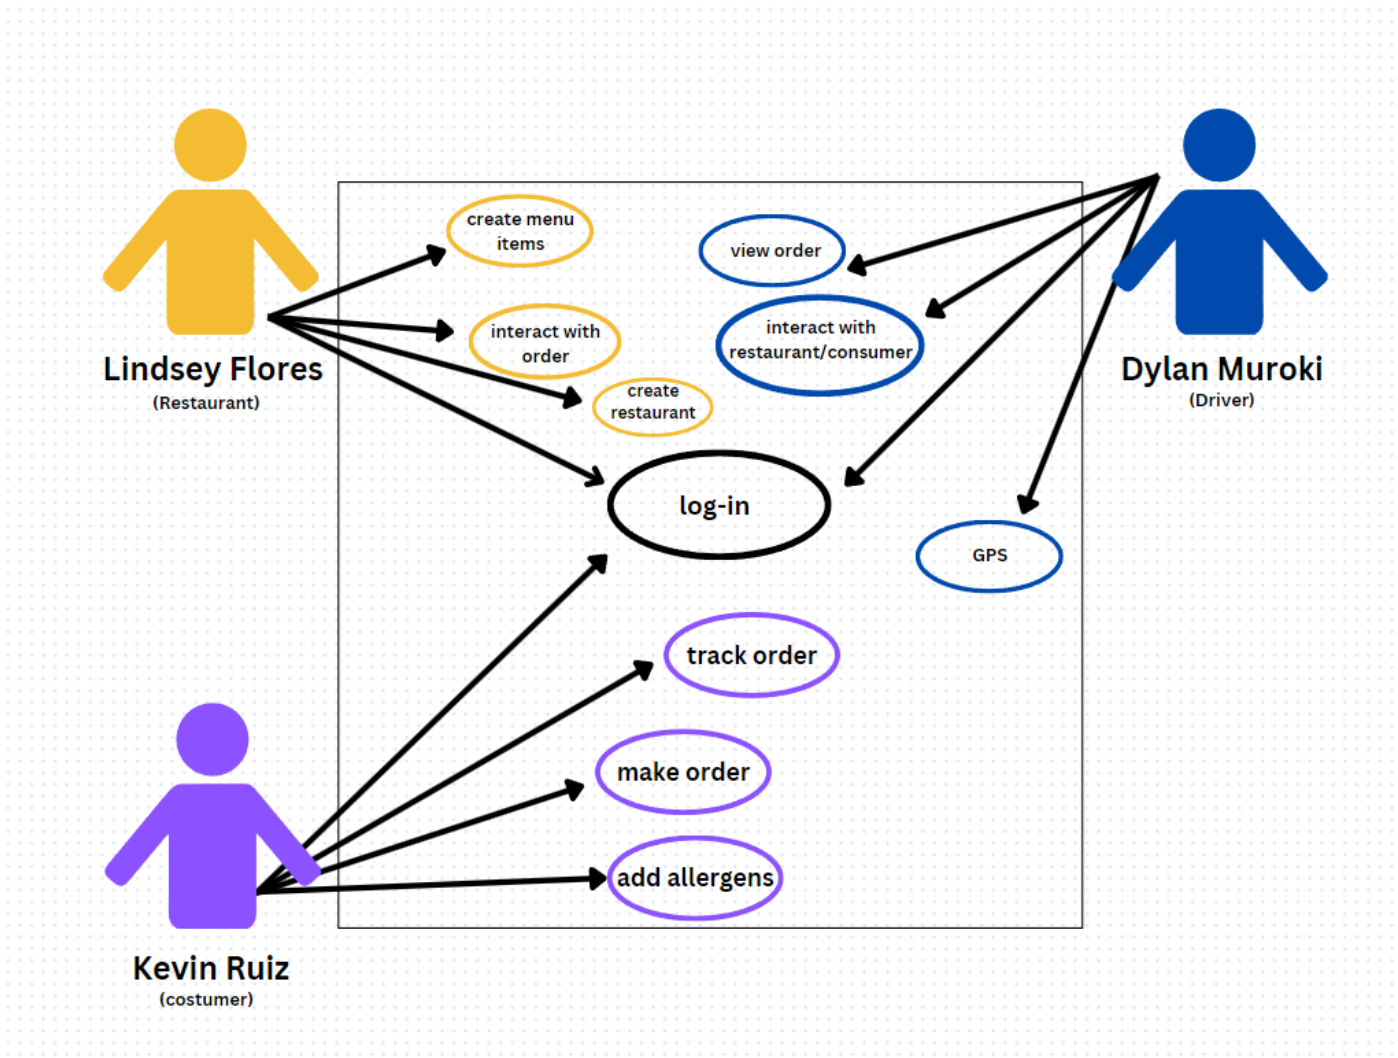 create menu
items
view order
interact with
order
interact with
restaurant/consumer
Lindsey Flores
(Restaurant)
Dylan Muroki
(Driver)
create
restaurant
log-in
GPS
track order
make order
add allergens
Kevin Ruiz
(costumer)